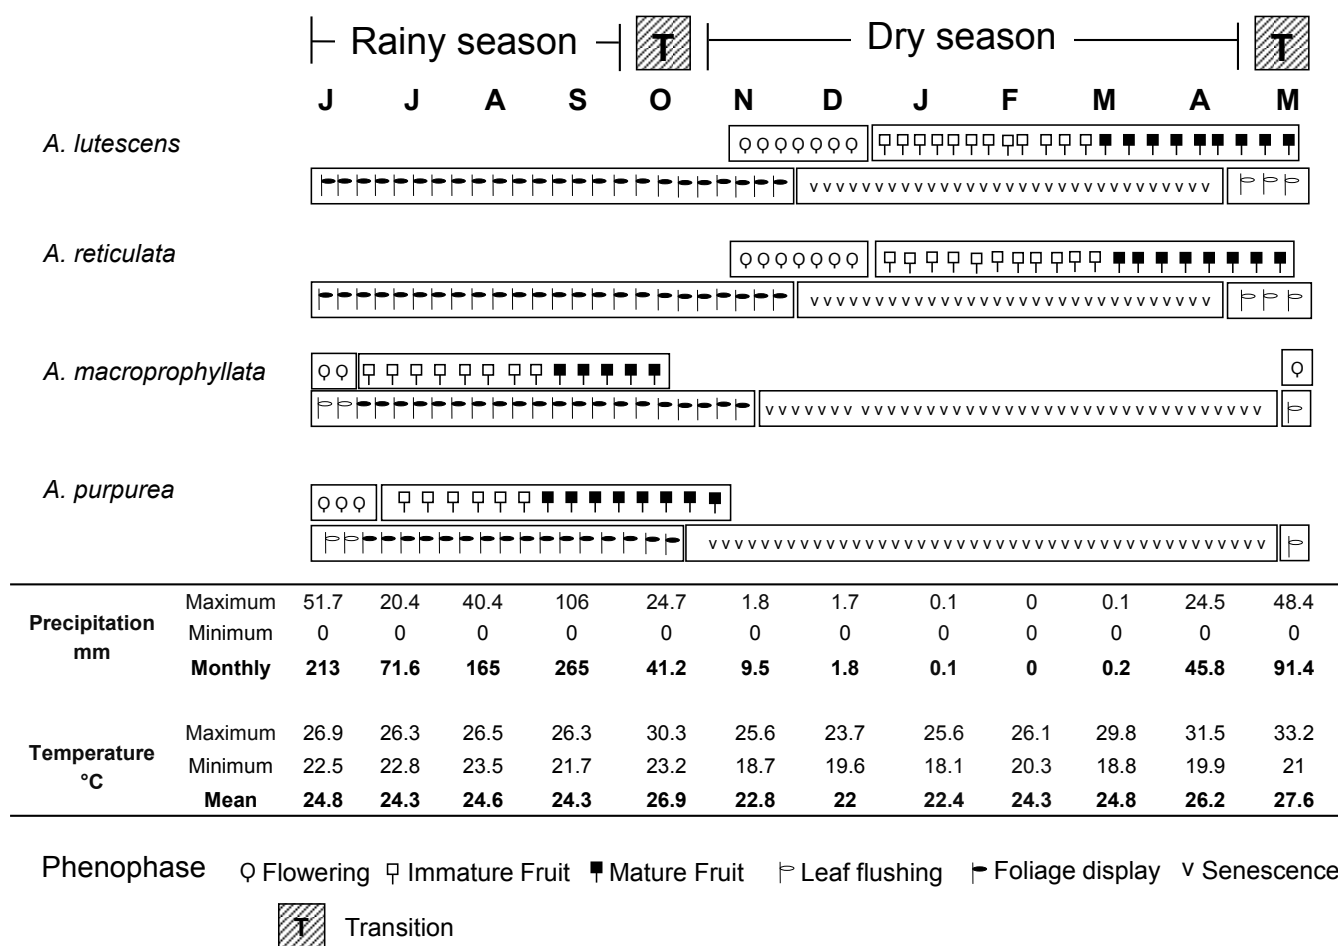 Rainy season T Dry season T
J J A S O N D J F M A M
A. lutescens
A. reticulata
A. macroprophyllata
A. purpurea
Precipitation mm
Maximum 51.7 20.4 40.4 106 24.7 1.8 1.7 0.1 0 0.1 24.5 48.4
Minimum 0 0 0 0 0 0 0 0 0 0 0 0
Monthly 213 71.6 165 265 41.2 9.5 1.8 0.1 0 0.2 45.8 91.4
Temperature °C
Maximum 26.9 26.3 26.5 26.3 30.3 25.6 23.7 25.6 26.1 29.8 31.5 33.2
Minimum 22.5 22.8 23.5 21.7 23.2 18.7 19.6 18.1 20.3 18.8 19.9 21
Mean 24.8 24.3 24.6 24.3 26.9 22.8 22 22.4 24.3 24.8 26.2 27.6
Phenophase Flowering Immature Fruit Mature Fruit Leaf flushing Foliage display v Senescence
T Transition